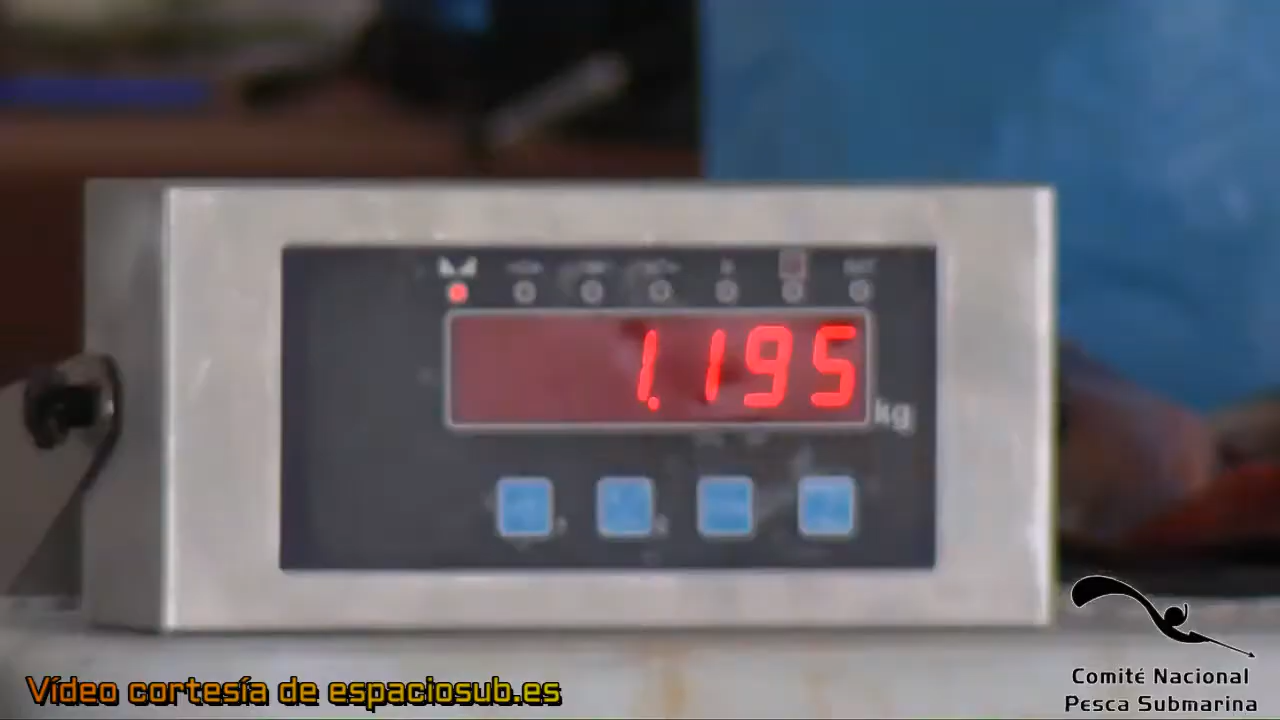 1.195
kg
Vídeo cortesía de espaciosub.es
Comité Nacional
Pesca Submarina